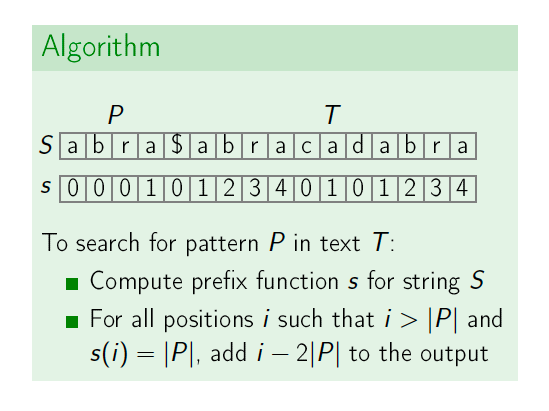 Algorithm
P T
S a b r a $ a b r a c a d a b r a
s 0 0 0 1 0 1 2 3 4 0 1 0 1 2 3 4
To search for pattern P in text T:
Compute prefix function s for string S
For all positions i such that i > |P| and
s(i) = |P|, add i − 2|P| to the output